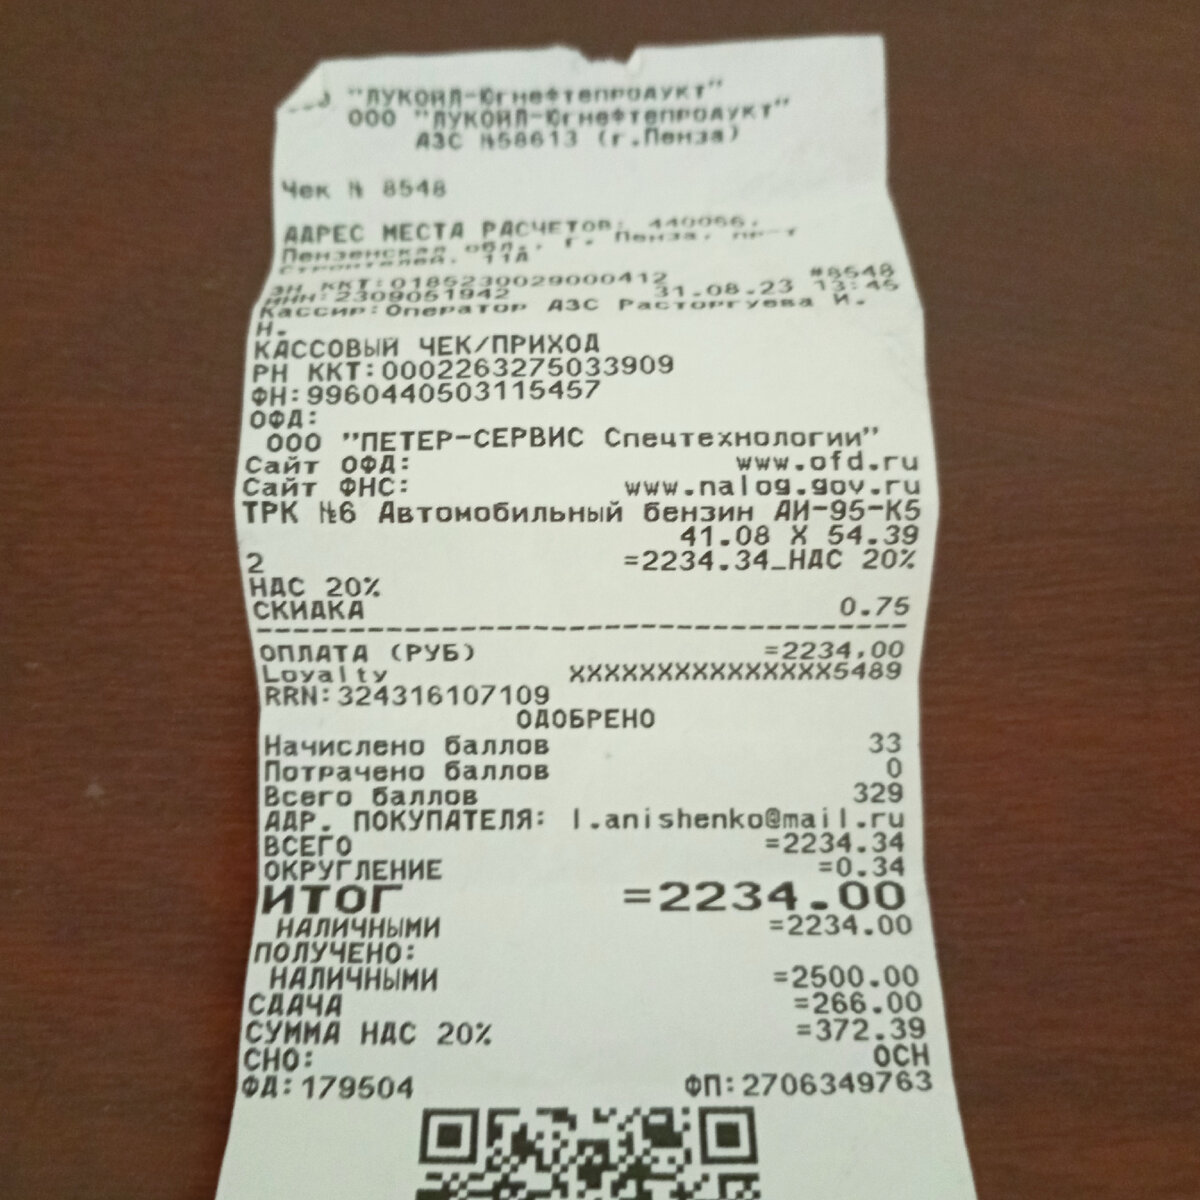 "ЛУКОЙЛ-Югнефтепродукт"
ООО "ЛУКОЙЛ-Югнефтепродукт"
АЗС №58613 (г.Пенза)
Чек № 8548
АДРЕС МЕСТА РАСЧЕТОВ: 440066,
Пензенская обл., г. Пенза, пр-т
Строителей, 11А
#8548
ЗН ККТ:0185230029000412
31.08.23 13:45
ИНН:2309051942
Кассир:Оператор АЗС Расторгуева И.
Н.
КАССОВЫЙ ЧЕК/ПРИХОД
РН ККТ:0002263275033909
ФН:9960440503115457
ОФД:
ООО "ПЕТЕР-СЕРВИС Спецтехнологии"
Сайт ОФД: www.ofd.ru
Сайт ФНС: www.nalog.gov.ru
ТРК №6 Автомобильный бензин АИ-95-К5
41.08 X 54.39
2 =2234.34_НДС 20%
НДС 20%
СКИДКА 0.75
ОПЛАТА (РУБ) =2234,00
Loyalty XXXXXXXXXXXXXXX5489
RRN:324316107109
ОДОБРЕНО
Начислено баллов 33
Потрачено баллов 0
Всего баллов 329
АДР. ПОКУПАТЕЛЯ: l.anishenko@mail.ru
ВСЕГО =2234.34
ОКРУГЛЕНИЕ =0.34
ИТОГ =2234.00
НАЛИЧНЫМИ =2234.00
ПОЛУЧЕНО:
НАЛИЧНЫМИ =2500.00
СДАЧА =266.00
СУММА НДС 20% =372.39
СНО: ОСН
ФД:179504 ФП:2706349763